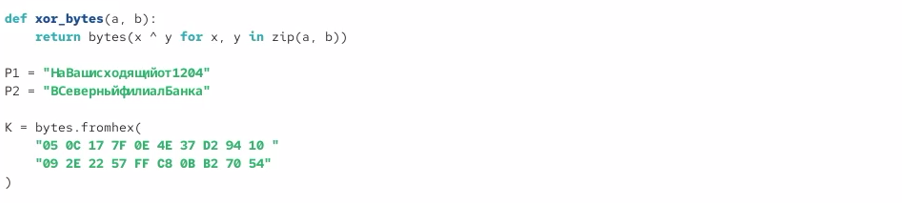 def xor_bytes(a, b):
    return bytes(x ^ y for x, y in zip(a, b))
P1 = "НаВашисходящийот1204"
P2 = "ВСеверныйфилиалБанка"
K = bytes.fromhex(
    "05 0C 17 7F 0E 4E 37 D2 94 10 "
    "09 2E 22 57 FF C8 0B B2 70 54"
)